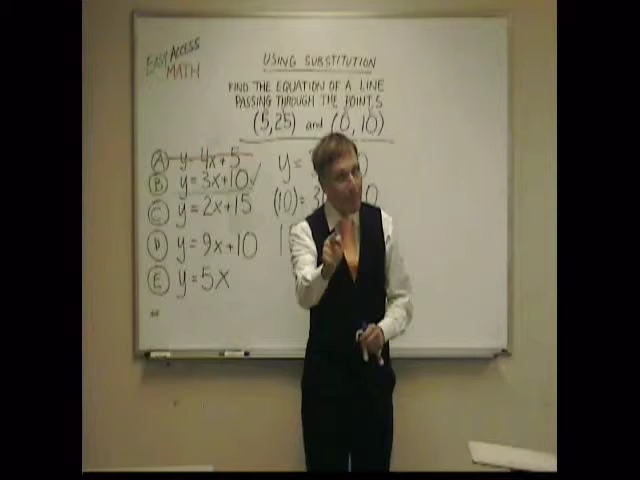 EASY ACCESS
MATH
USING SUBSTITUTION
FIND THE EQUATION OF A LINE
PASSING THROUGH THE POINTS
(5,25) and (0,10)
A y=4x+5
B y=3x+10 ✓
C y=2x+15
D y=9x+10
E y=5x
y=
(10)=